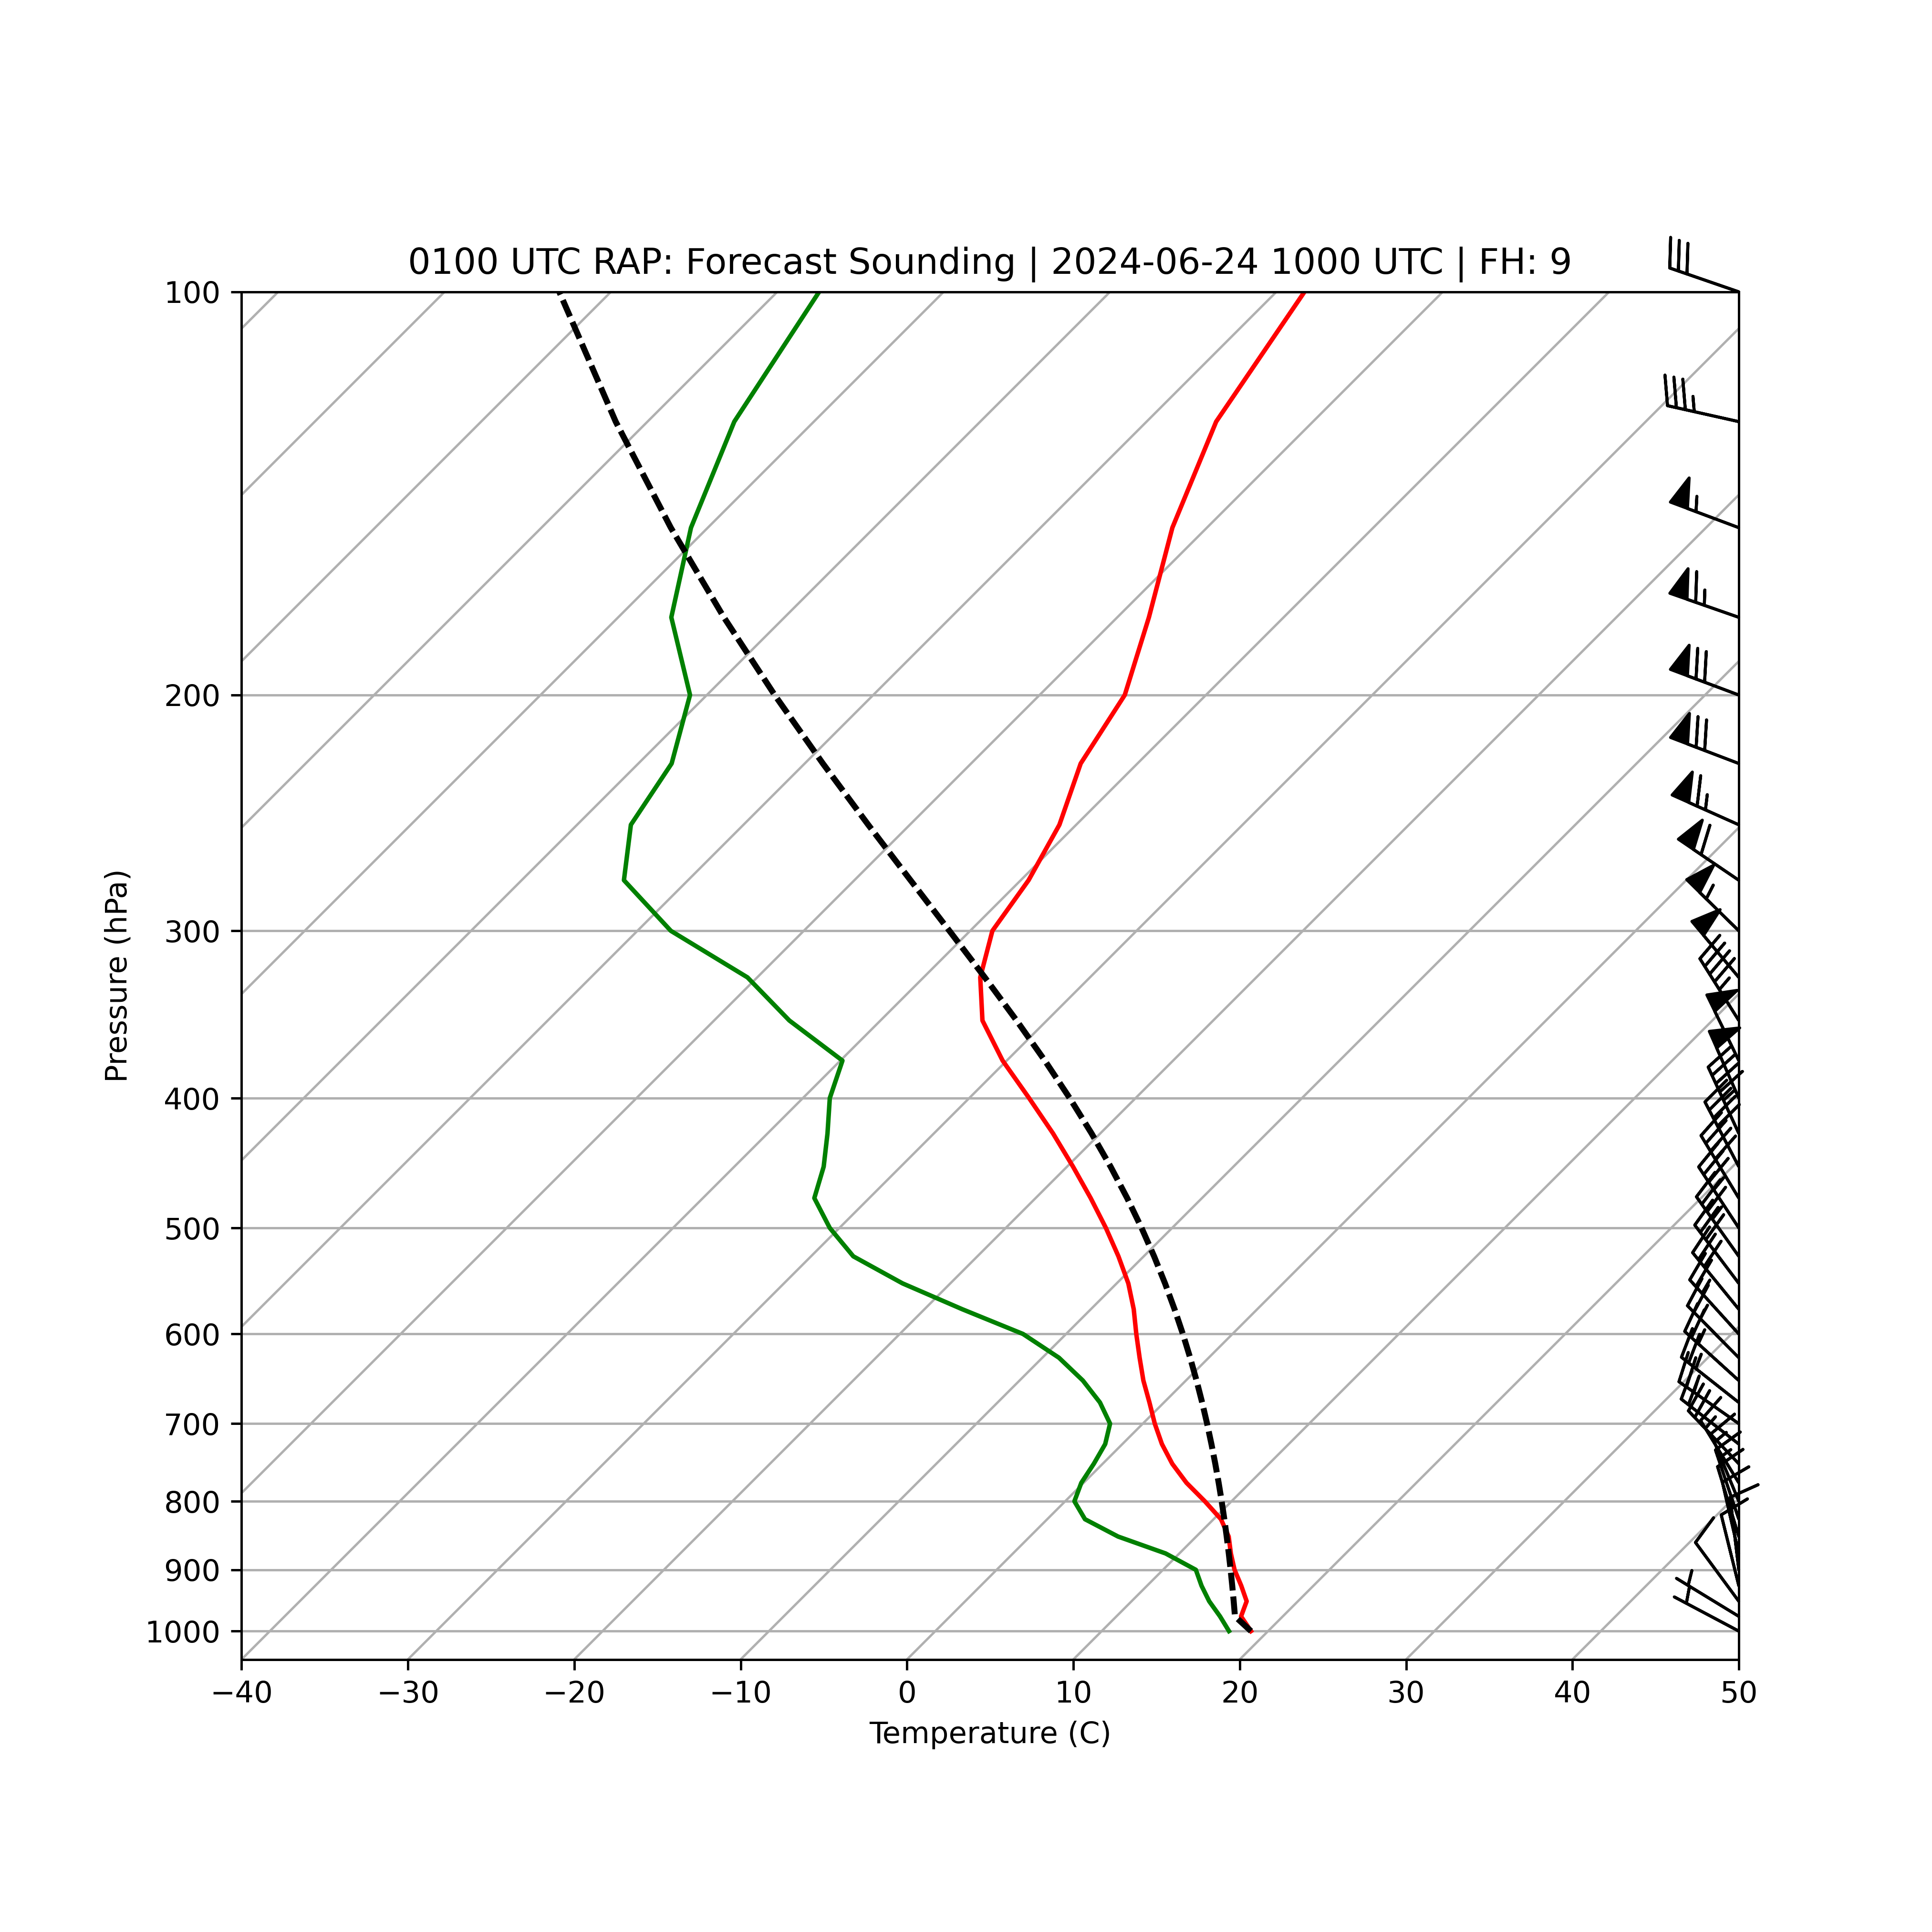 0100 UTC RAP: Forecast Sounding | 2024-06-24 1000 UTC | FH: 9
100
200
300
400
500
600
700
800
900
1000
Pressure (hPa)
−40 −30 −20 −10 0 10 20 30 40 50
Temperature (C)